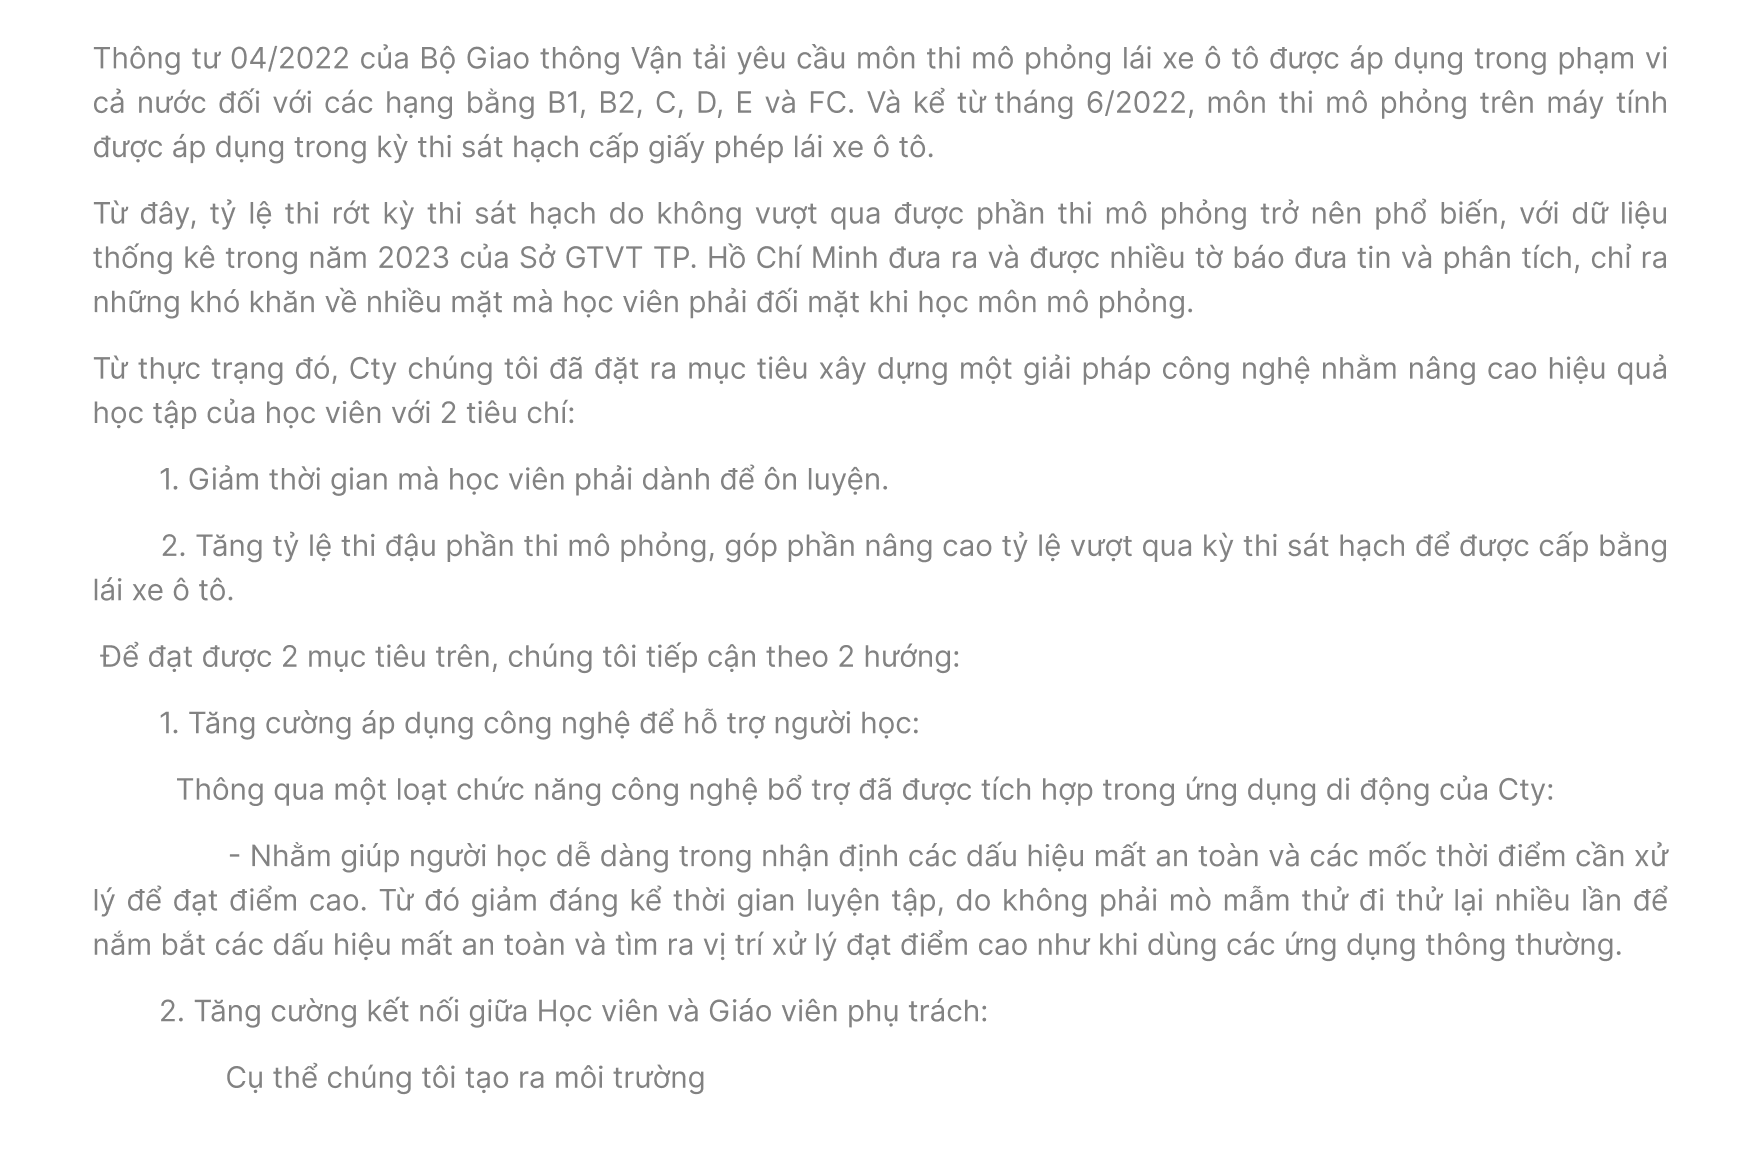 Thông tư 04/2022 của Bộ Giao thông Vận tải yêu cầu môn thi mô phỏng lái xe ô tô được áp dụng trong phạm vi
cả nước đối với các hạng bằng B1, B2, C, D, E và FC. Và kể từ tháng 6/2022, môn thi mô phỏng trên máy tính
được áp dụng trong kỳ thi sát hạch cấp giấy phép lái xe ô tô.
Từ đây, tỷ lệ thi rớt kỳ thi sát hạch do không vượt qua được phần thi mô phỏng trở nên phổ biến, với dữ liệu
thống kê trong năm 2023 của Sở GTVT TP. Hồ Chí Minh đưa ra và được nhiều tờ báo đưa tin và phân tích, chỉ ra
những khó khăn về nhiều mặt mà học viên phải đối mặt khi học môn mô phỏng.
Từ thực trạng đó, Cty chúng tôi đã đặt ra mục tiêu xây dựng một giải pháp công nghệ nhằm nâng cao hiệu quả
học tập của học viên với 2 tiêu chí:
1. Giảm thời gian mà học viên phải dành để ôn luyện.
2. Tăng tỷ lệ thi đậu phần thi mô phỏng, góp phần nâng cao tỷ lệ vượt qua kỳ thi sát hạch để được cấp bằng
lái xe ô tô.
Để đạt được 2 mục tiêu trên, chúng tôi tiếp cận theo 2 hướng:
1. Tăng cường áp dụng công nghệ để hỗ trợ người học:
Thông qua một loạt chức năng công nghệ bổ trợ đã được tích hợp trong ứng dụng di động của Cty:
- Nhằm giúp người học dễ dàng trong nhận định các dấu hiệu mất an toàn và các mốc thời điểm cần xử
lý để đạt điểm cao. Từ đó giảm đáng kể thời gian luyện tập, do không phải mò mẫm thử đi thử lại nhiều lần để
nắm bắt các dấu hiệu mất an toàn và tìm ra vị trí xử lý đạt điểm cao như khi dùng các ứng dụng thông thường.
2. Tăng cường kết nối giữa Học viên và Giáo viên phụ trách:
Cụ thể chúng tôi tạo ra môi trường